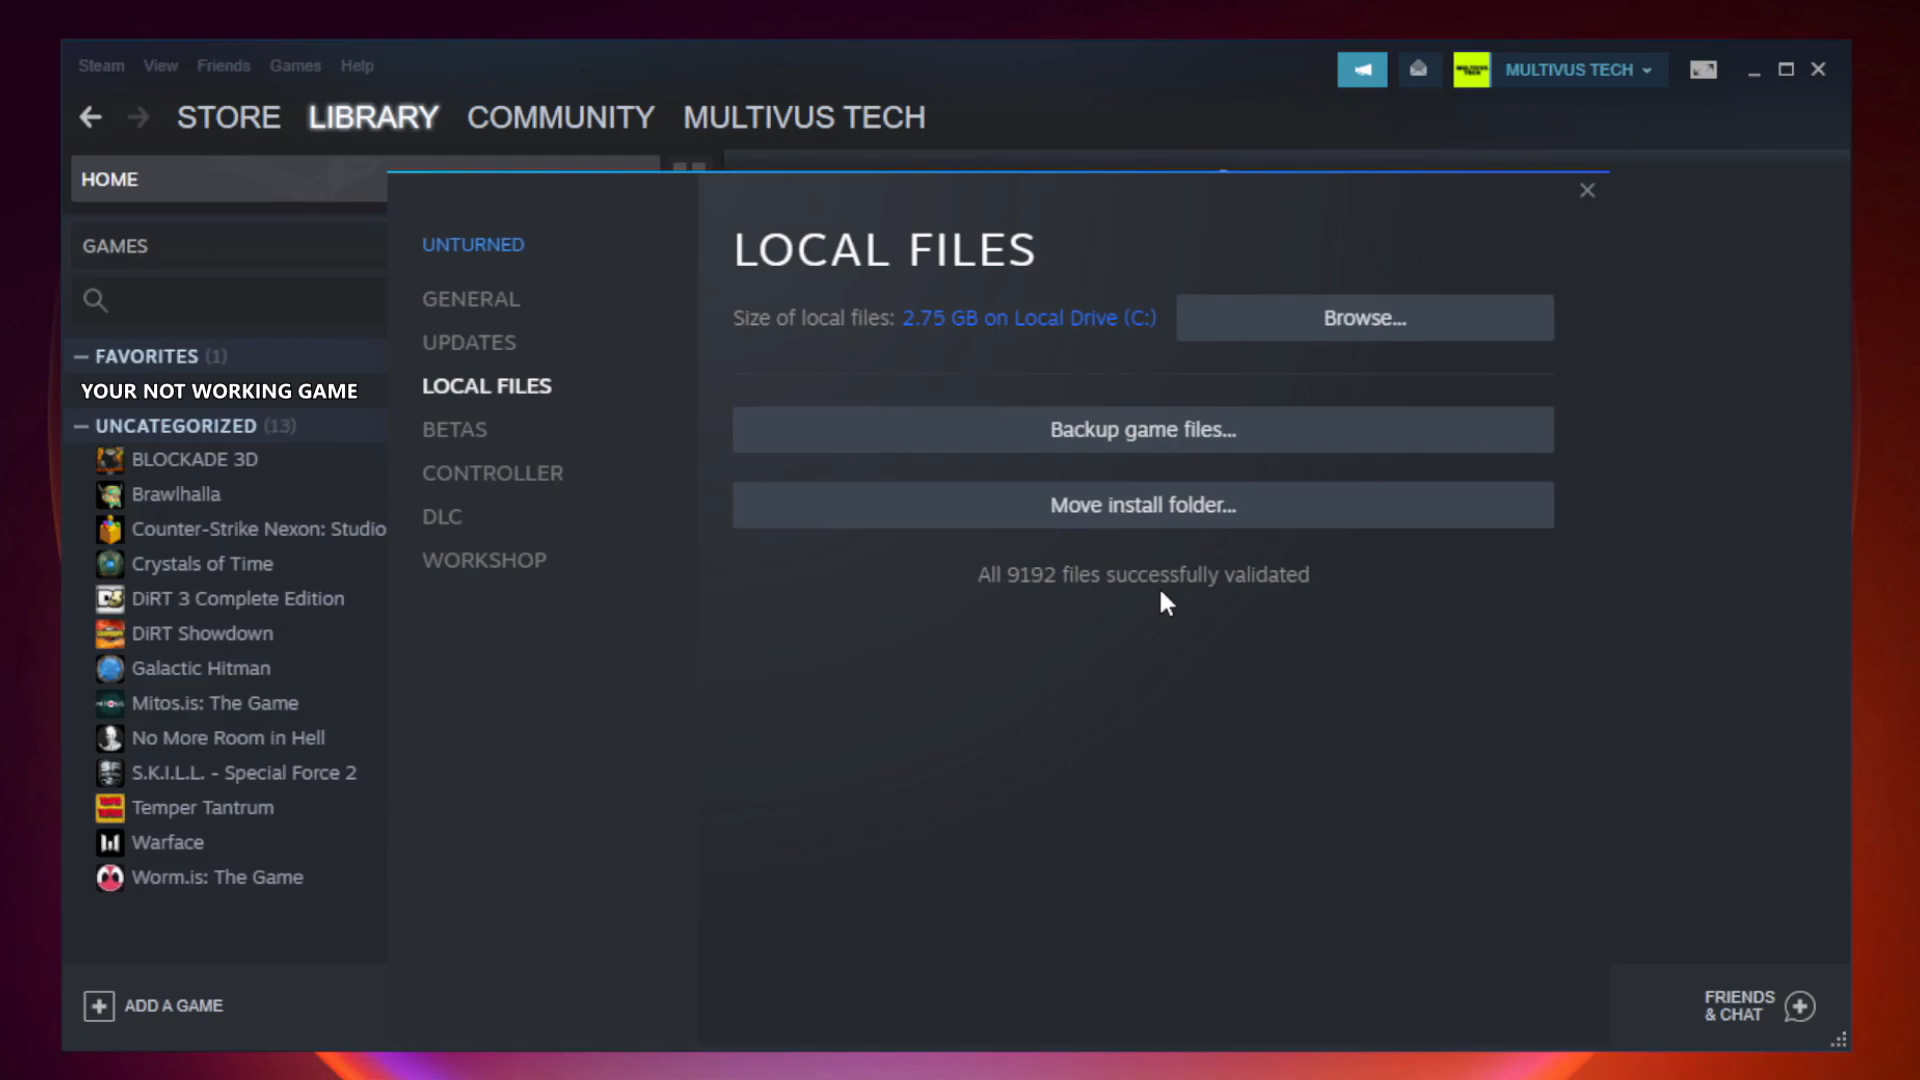 Steam View Friends Games Help
MULTIVUS TECH
STORE LIBRARY COMMUNITY MULTIVUS TECH
HOME
GAMES
— FAVORITES (1)
YOUR NOT WORKING GAME
— UNCATEGORIZED (13)
BLOCKADE 3D
Brawlhalla
Counter-Strike Nexon: Studio
Crystals of Time
DiRT 3 Complete Edition
DiRT Showdown
Galactic Hitman
Mitos.is: The Game
No More Room in Hell
S.K.I.L.L. - Special Force 2
Temper Tantrum
Warface
Worm.is: The Game
ADD A GAME
UNTURNED
GENERAL
UPDATES
LOCAL FILES
BETAS
CONTROLLER
DLC
WORKSHOP
LOCAL FILES
Size of local files: 2.75 GB on Local Drive (C:) Browse...
Backup game files...
Move install folder...
All 9192 files successfully validated
FRIENDS
& CHAT